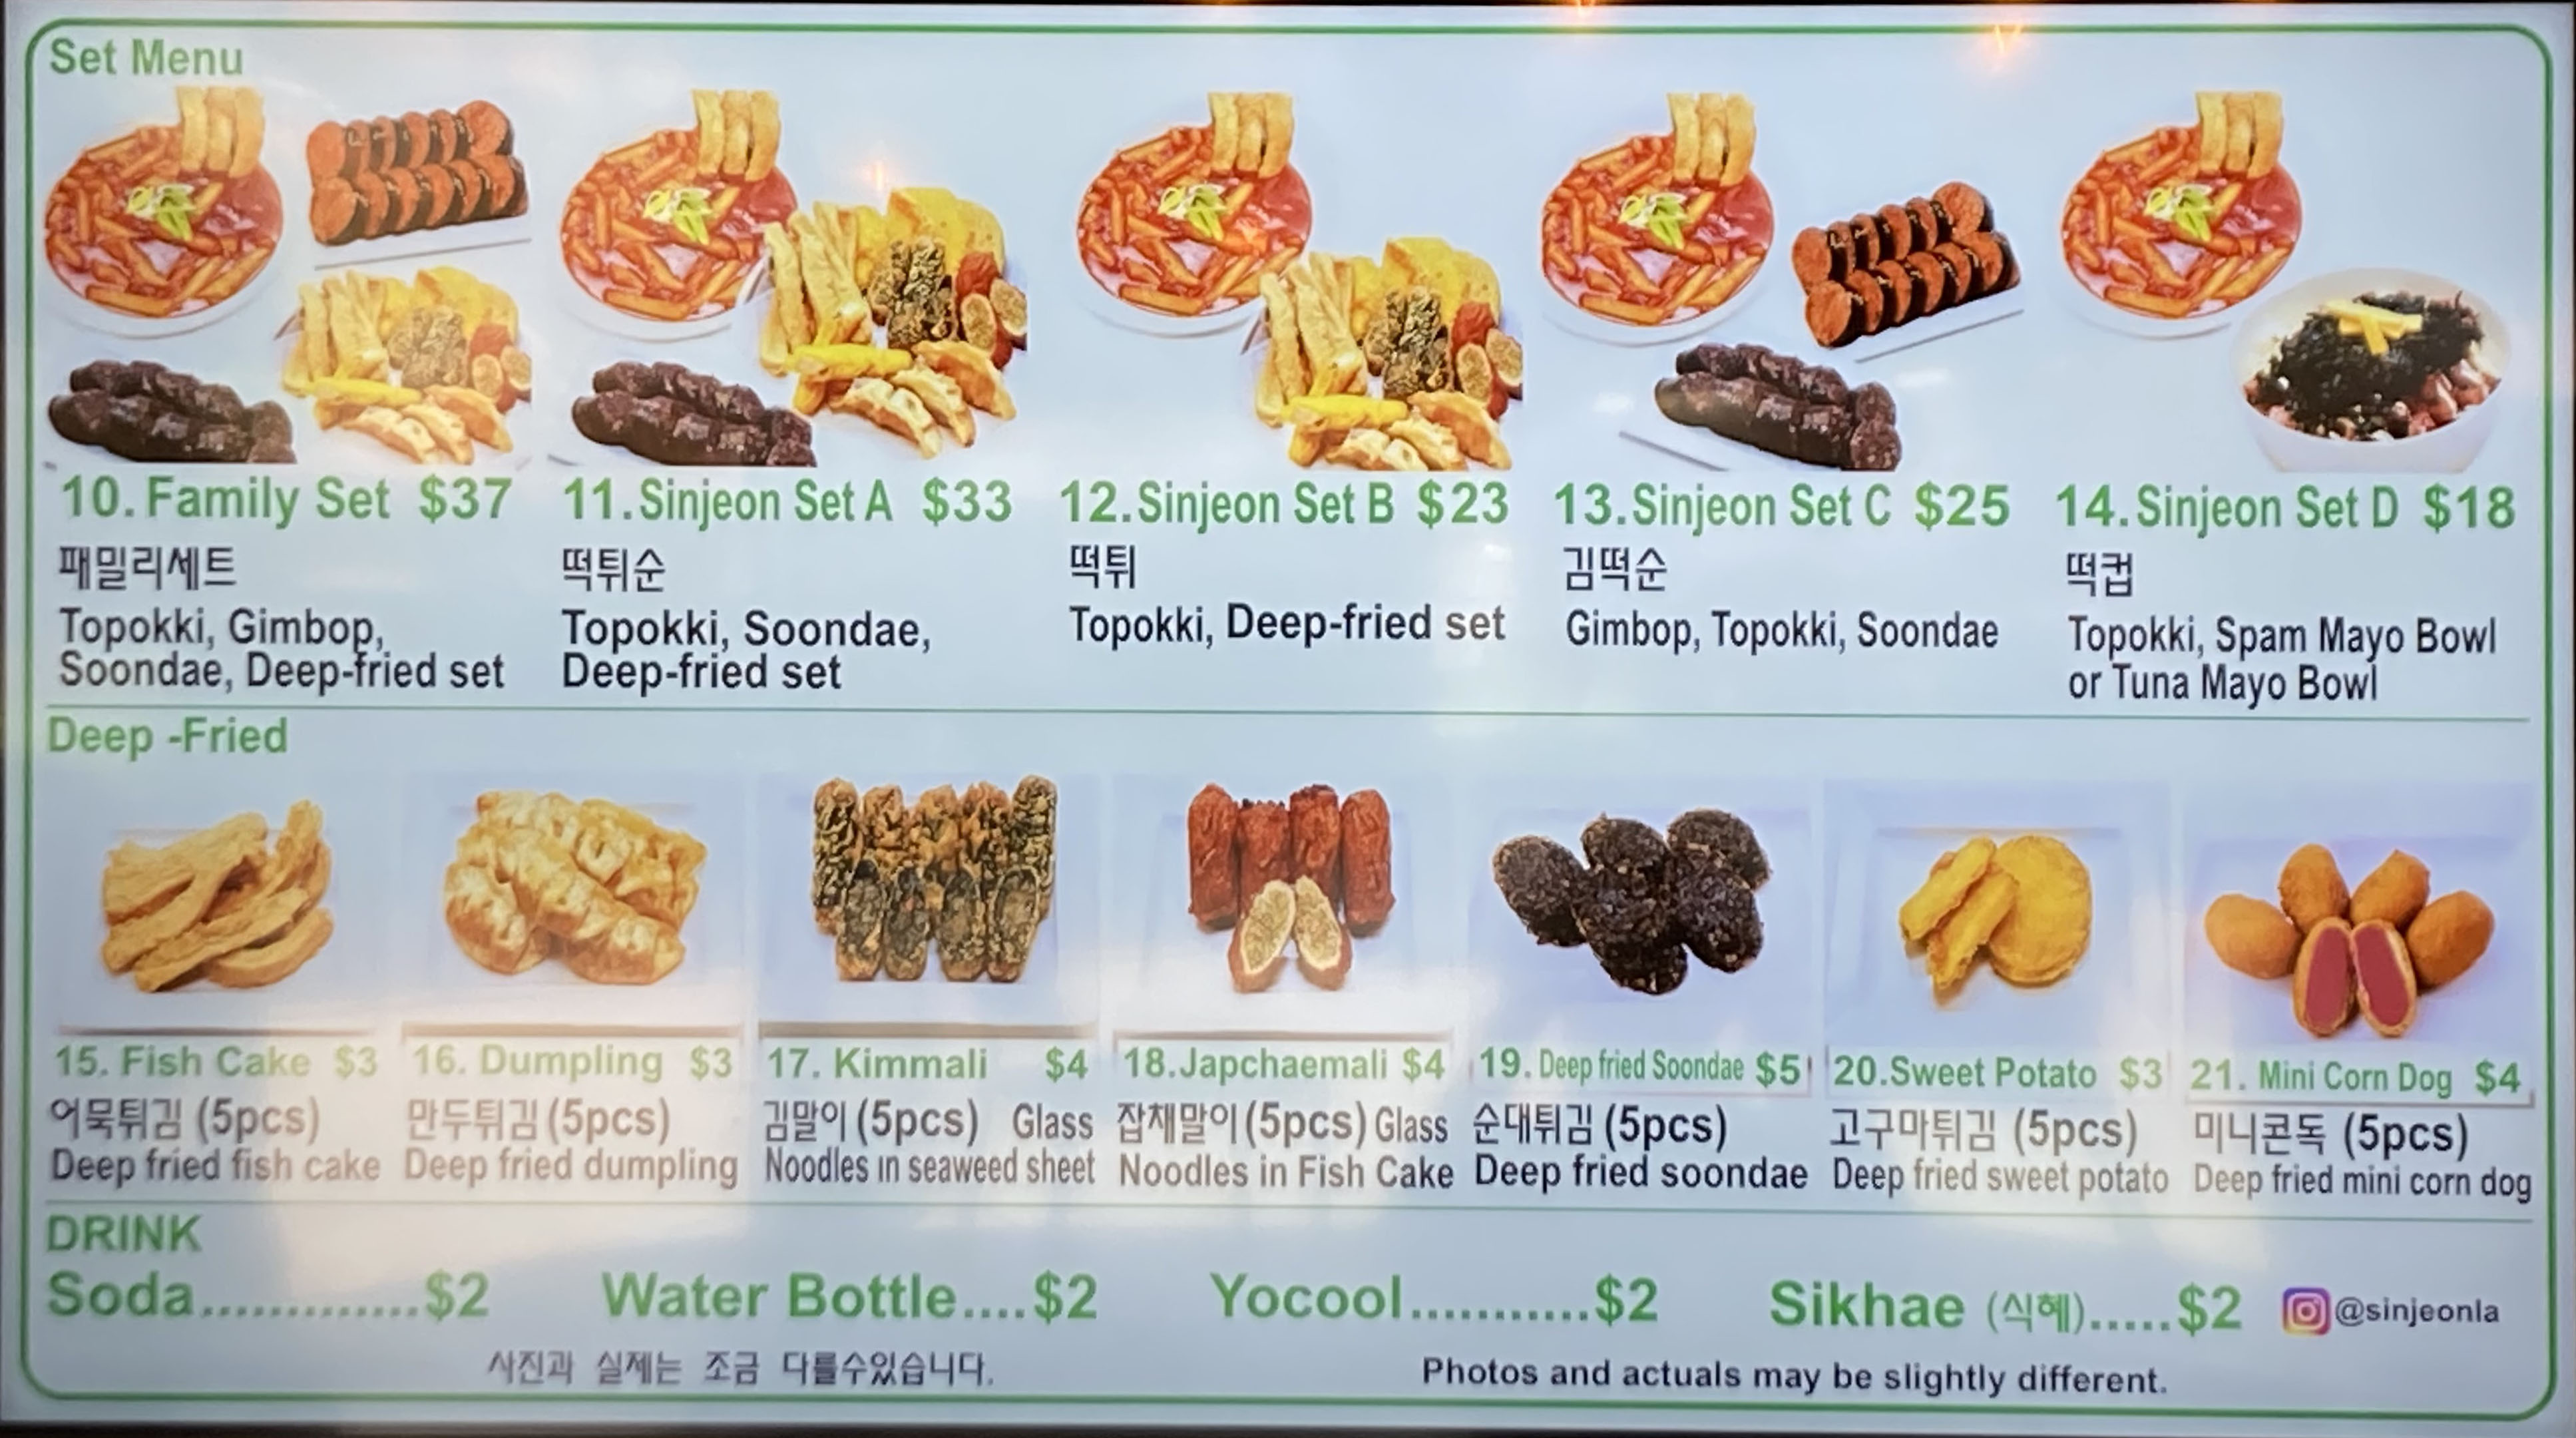 Set Menu
10. Family Set $37
패밀리세트
Topokki, Gimbop,
Soondae, Deep-fried set
11. Sinjeon Set A $33
떡튀순
Topokki, Soondae,
Deep-fried set
12. Sinjeon Set B $23
떡튀
Topokki, Deep-fried set
13. Sinjeon Set C $25
김떡순
Gimbop, Topokki, Soondae
14. Sinjeon Set D $18
떡컵
Topokki, Spam Mayo Bowl
or Tuna Mayo Bowl
Deep -Fried
15. Fish Cake $3
어묵튀김 (5pcs)
Deep fried fish cake
16. Dumpling $3
만두튀김 (5pcs)
Deep fried dumpling
17. Kimmali $4
김말이 (5pcs) Glass
Noodles in seaweed sheet
18.Japchaemali $4
잡채말이 (5pcs) Glass
Noodles in Fish Cake
19. Deep fried Soondae $5
순대튀김 (5pcs)
Deep fried soondae
20.Sweet Potato $3
고구마튀김 (5pcs)
Deep fried sweet potato
21. Mini Corn Dog $4
미니콘독 (5pcs)
Deep fried mini corn dog
DRINK
Soda.............$2 Water Bottle....$2 Yocool...........$2 Sikhae (식혜).....$2 @sinjeonla
사진과 실제는 조금 다를수있습니다.
Photos and actuals may be slightly different.